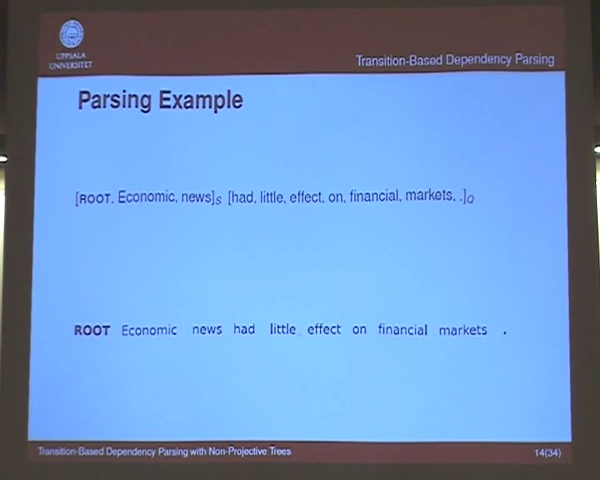 UPPSALA
UNIVERSITET
Transition-Based Dependency Parsing
Parsing Example
[ROOT, Economic, news]S [had, little, effect, on, financial, markets, .]Q
ROOT Economic news had little effect on financial markets .
Transition-Based Dependency Parsing with Non-Projective Trees
14(34)